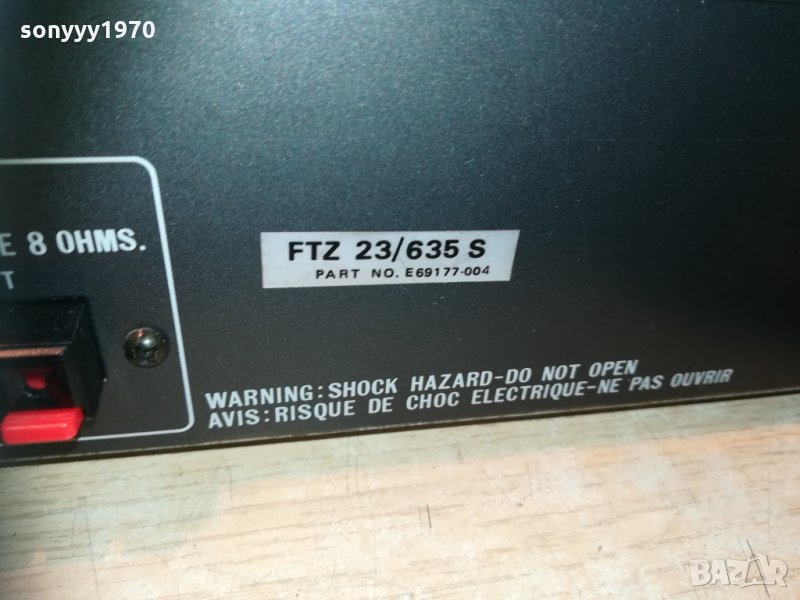 sonyyy1970
8 OHMS.
FTZ 23/635 S
PART NO. E69177-004
WARNING: SHOCK HAZARD-DO NOT OPEN
AVIS: RISQUE DE CHOC ELECTRIQUE-NE PAS OUVRIR
BAZAR